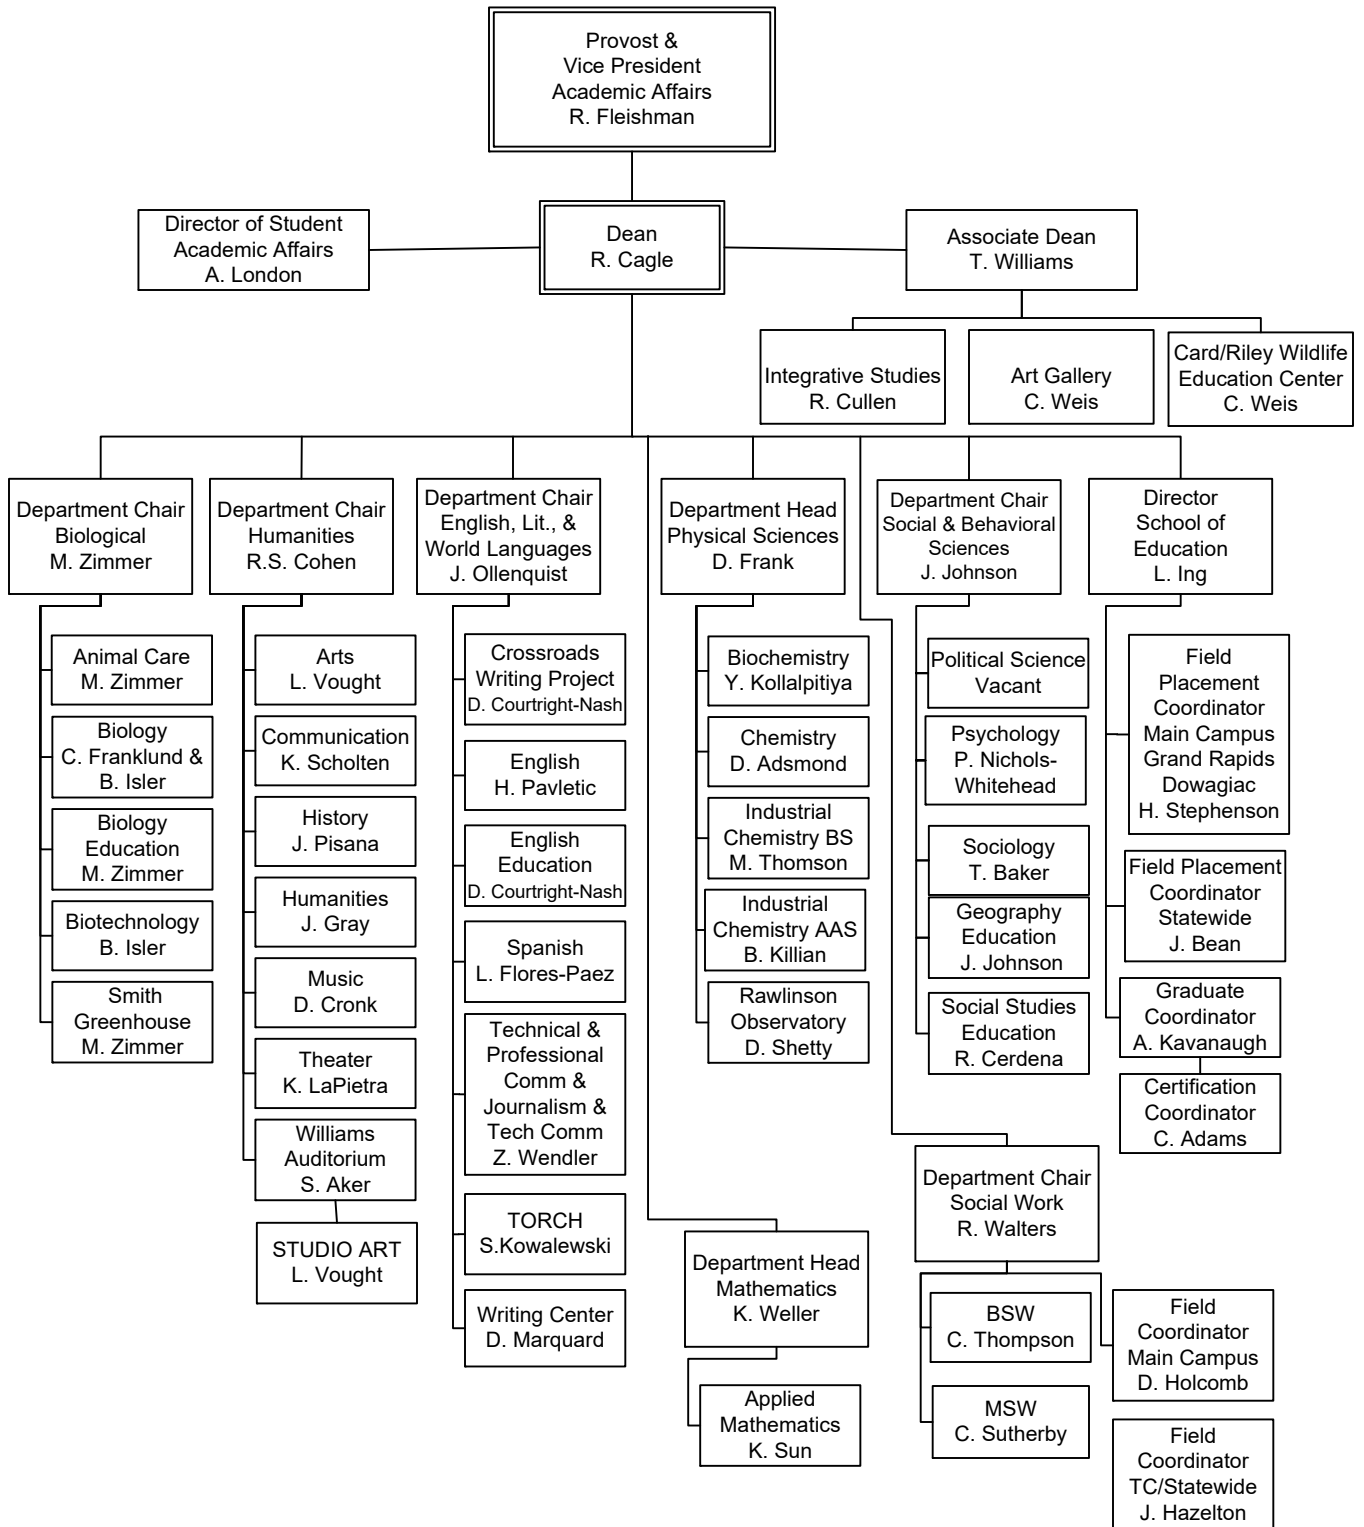 Provost &
Vice President
Academic Affairs
R. Fleishman
Director of Student
Academic Affairs
A. London
Dean
R. Cagle
Associate Dean
T. Williams
Integrative Studies
R. Cullen
Art Gallery
C. Weis
Card/Riley Wildlife
Education Center
C. Weis
Department Chair
Biological
M. Zimmer
Animal Care
M. Zimmer
Biology
C. Franklund &
B. Isler
Biology
Education
M. Zimmer
Biotechnology
B. Isler
Smith
Greenhouse
M. Zimmer
Department Chair
Humanities
R.S. Cohen
Arts
L. Vought
Communication
K. Scholten
History
J. Pisana
Humanities
J. Gray
Music
D. Cronk
Theater
K. LaPietra
Williams
Auditorium
S. Aker
STUDIO ART
L. Vought
Department Chair
English, Lit., &
World Languages
J. Ollenquist
Crossroads
Writing Project
D. Courtright-Nash
English
H. Pavletic
English
Education
D. Courtright-Nash
Spanish
L. Flores-Paez
Technical &
Professional
Comm &
Journalism &
Tech Comm
Z. Wendler
TORCH
S.Kowalewski
Writing Center
D. Marquard
Department Head
Physical Sciences
D. Frank
Biochemistry
Y. Kollalpitiya
Chemistry
D. Adsmond
Industrial
Chemistry BS
M. Thomson
Industrial
Chemistry AAS
B. Killian
Rawlinson
Observatory
D. Shetty
Department Head
Mathematics
K. Weller
Applied
Mathematics
K. Sun
Department Chair
Social & Behavioral
Sciences
J. Johnson
Political Science
Vacant
Psychology
P. Nichols-
Whitehead
Sociology
T. Baker
Geography
Education
J. Johnson
Social Studies
Education
R. Cerdena
Department Chair
Social Work
R. Walters
BSW
C. Thompson
MSW
C. Sutherby
Field
Coordinator
Main Campus
D. Holcomb
Field
Coordinator
TC/Statewide
J. Hazelton
Director
School of
Education
L. Ing
Field
Placement
Coordinator
Main Campus
Grand Rapids
Dowagiac
H. Stephenson
Field Placement
Coordinator
Statewide
J. Bean
Graduate
Coordinator
A. Kavanaugh
Certification
Coordinator
C. Adams